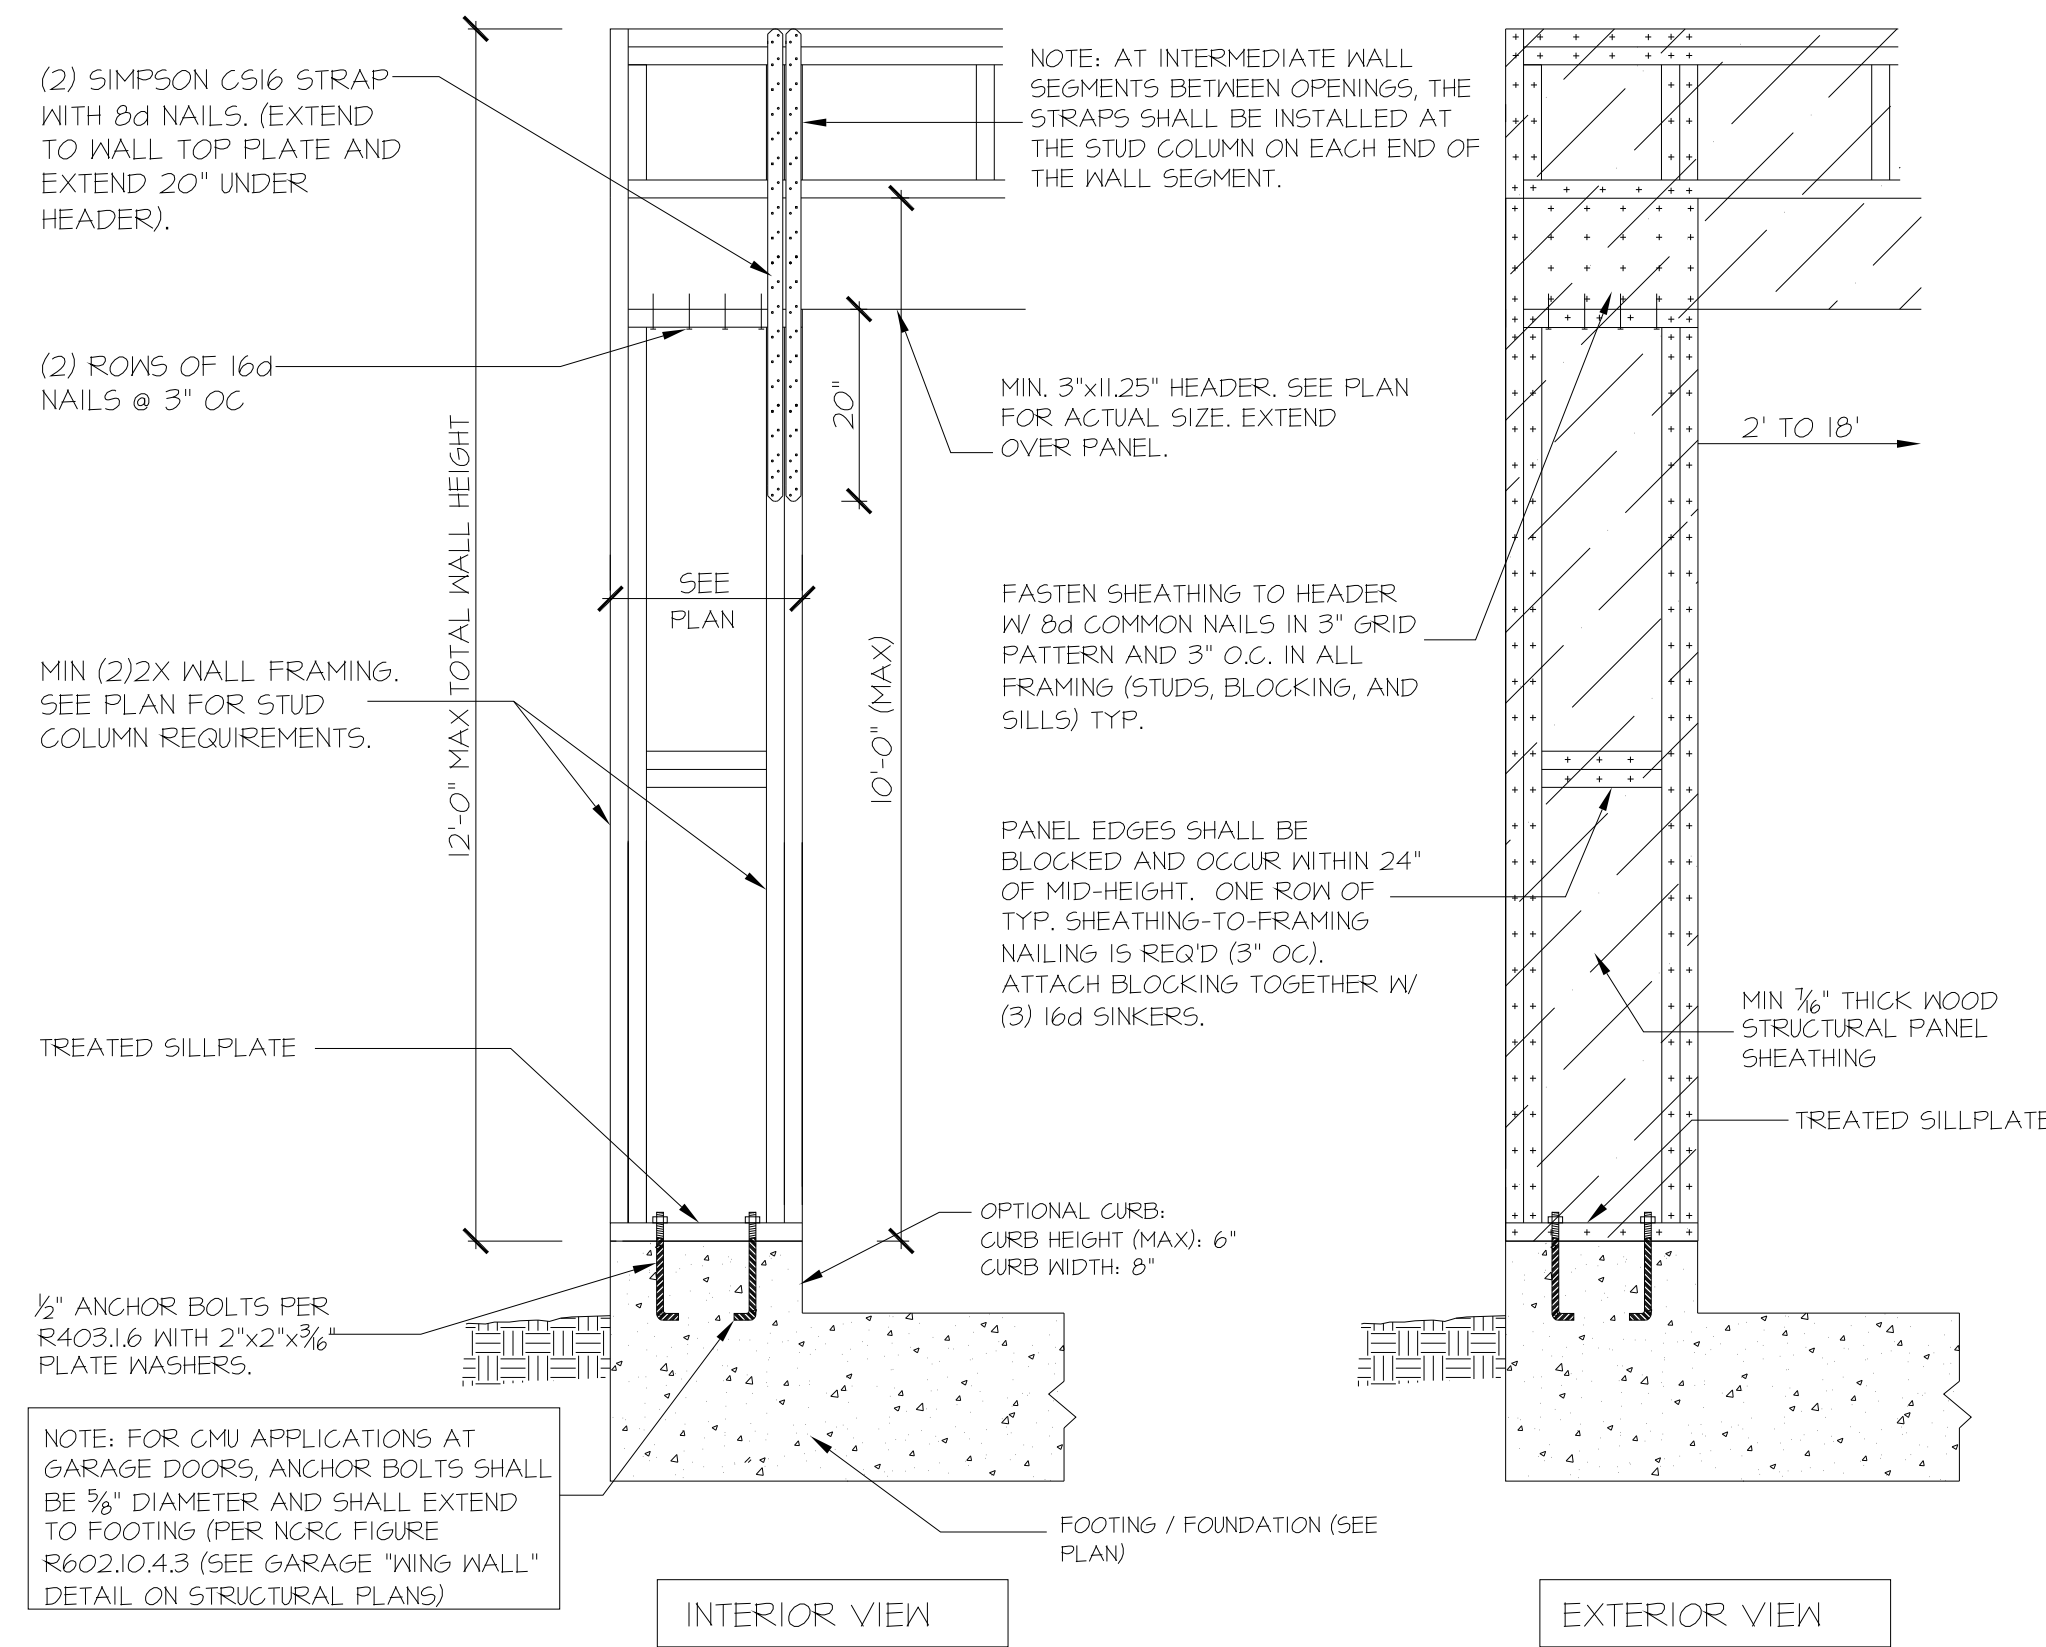 (2) SIMPSON CS16 STRAP
WITH 8d NAILS. (EXTEND
TO WALL TOP PLATE AND
EXTEND 20" UNDER
HEADER).
(2) ROWS OF 16d
NAILS @ 3" OC
12'-0" MAX TOTAL WALL HEIGHT
MIN (2)2X WALL FRAMING.
SEE PLAN FOR STUD
COLUMN REQUIREMENTS.
TREATED SILLPLATE
½" ANCHOR BOLTS PER
R403.1.6 WITH 2"x2"x3/16"
PLATE WASHERS.
NOTE: FOR CMU APPLICATIONS AT
GARAGE DOORS, ANCHOR BOLTS SHALL
BE ⅝" DIAMETER AND SHALL EXTEND
TO FOOTING (PER NCRC FIGURE
R602.10.4.3 (SEE GARAGE "WING WALL"
DETAIL ON STRUCTURAL PLANS)
SEE
PLAN
20"
10'-0" (MAX)
NOTE: AT INTERMEDIATE WALL
SEGMENTS BETWEEN OPENINGS, THE
STRAPS SHALL BE INSTALLED AT
THE STUD COLUMN ON EACH END OF
THE WALL SEGMENT.
MIN. 3"x11.25" HEADER. SEE PLAN
FOR ACTUAL SIZE. EXTEND
OVER PANEL.
FASTEN SHEATHING TO HEADER
W/ 8d COMMON NAILS IN 3" GRID
PATTERN AND 3" O.C. IN ALL
FRAMING (STUDS, BLOCKING, AND
SILLS) TYP.
PANEL EDGES SHALL BE
BLOCKED AND OCCUR WITHIN 24"
OF MID-HEIGHT. ONE ROW OF
TYP. SHEATHING-TO-FRAMING
NAILING IS REQ'D (3" OC).
ATTACH BLOCKING TOGETHER W/
(3) 16d SINKERS.
OPTIONAL CURB:
CURB HEIGHT (MAX): 6"
CURB WIDTH: 8"
FOOTING / FOUNDATION (SEE
PLAN)
INTERIOR VIEW
2' TO 18'
MIN 7/16" THICK WOOD
STRUCTURAL PANEL
SHEATHING
TREATED SILLPLATE
EXTERIOR VIEW